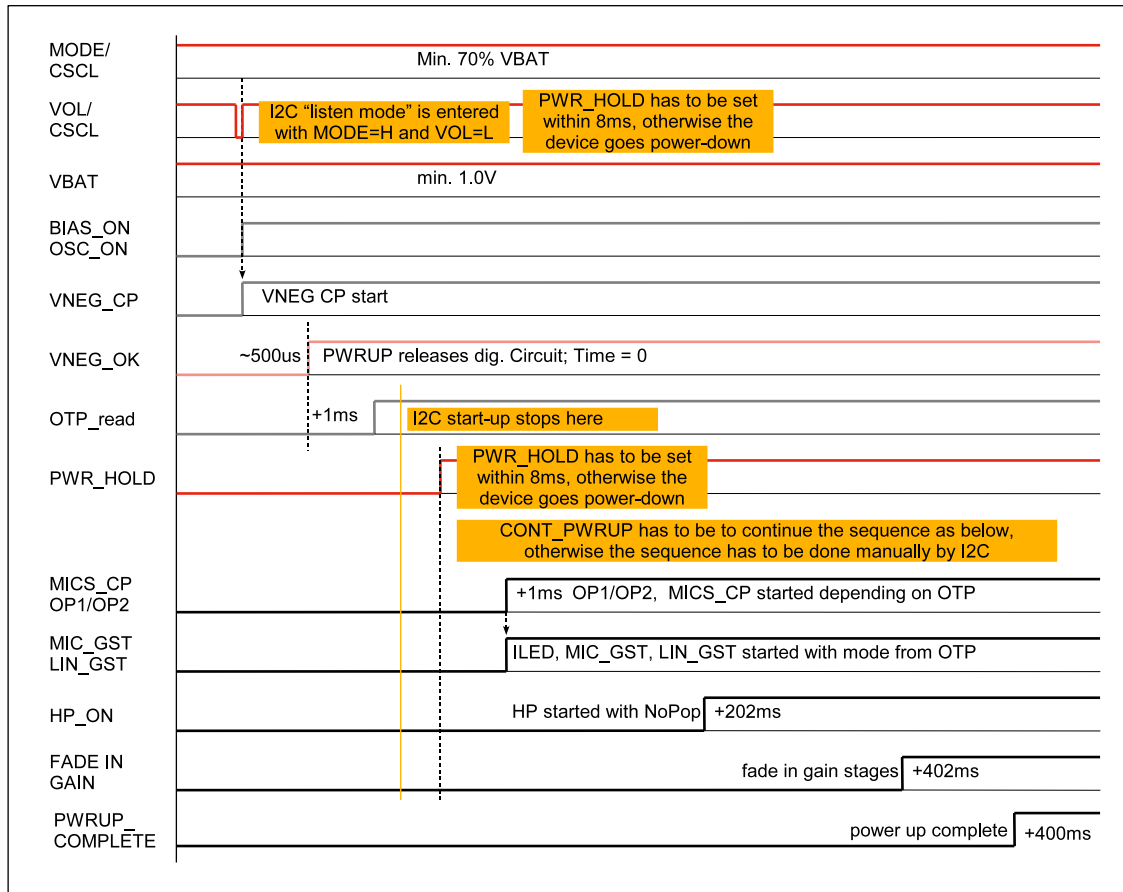 MODE/
CSCL
Min. 70% VBAT
VOL/
CSCL
I2C “listen mode” is entered
with MODE=H and VOL=L
PWR_HOLD has to be set
within 8ms, otherwise the
device goes power-down
VBAT
min. 1.0V
BIAS_ON
OSC_ON
VNEG_CP
VNEG CP start
VNEG_OK
~500us
PWRUP releases dig. Circuit; Time = 0
OTP_read
+1ms
I2C start-up stops here
PWR_HOLD
PWR_HOLD has to be set
within 8ms, otherwise the
device goes power-down
CONT_PWRUP has to be to continue the sequence as below,
otherwise the sequence has to be done manually by I2C
MICS_CP
OP1/OP2
+1ms OP1/OP2, MICS_CP started depending on OTP
MIC_GST
LIN_GST
ILED, MIC_GST, LIN_GST started with mode from OTP
HP_ON
HP started with NoPop
+202ms
FADE IN
GAIN
fade in gain stages
+402ms
PWRUP_
COMPLETE
power up complete
+400ms